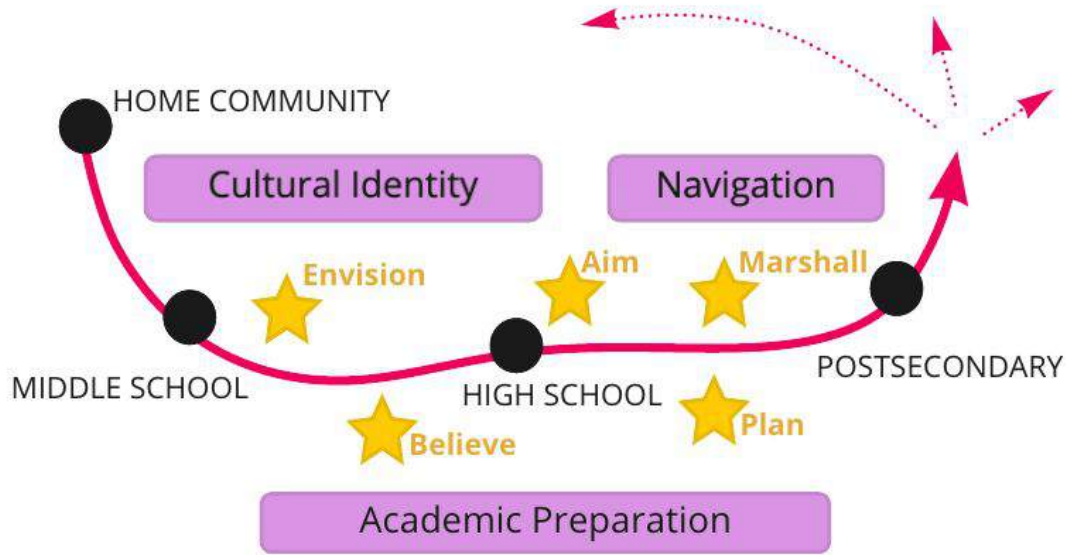 HOME COMMUNITY
Cultural Identity
Navigation
Envision
Aim
Marshall
MIDDLE SCHOOL
HIGH SCHOOL
POSTSECONDARY
Believe
Plan
Academic Preparation